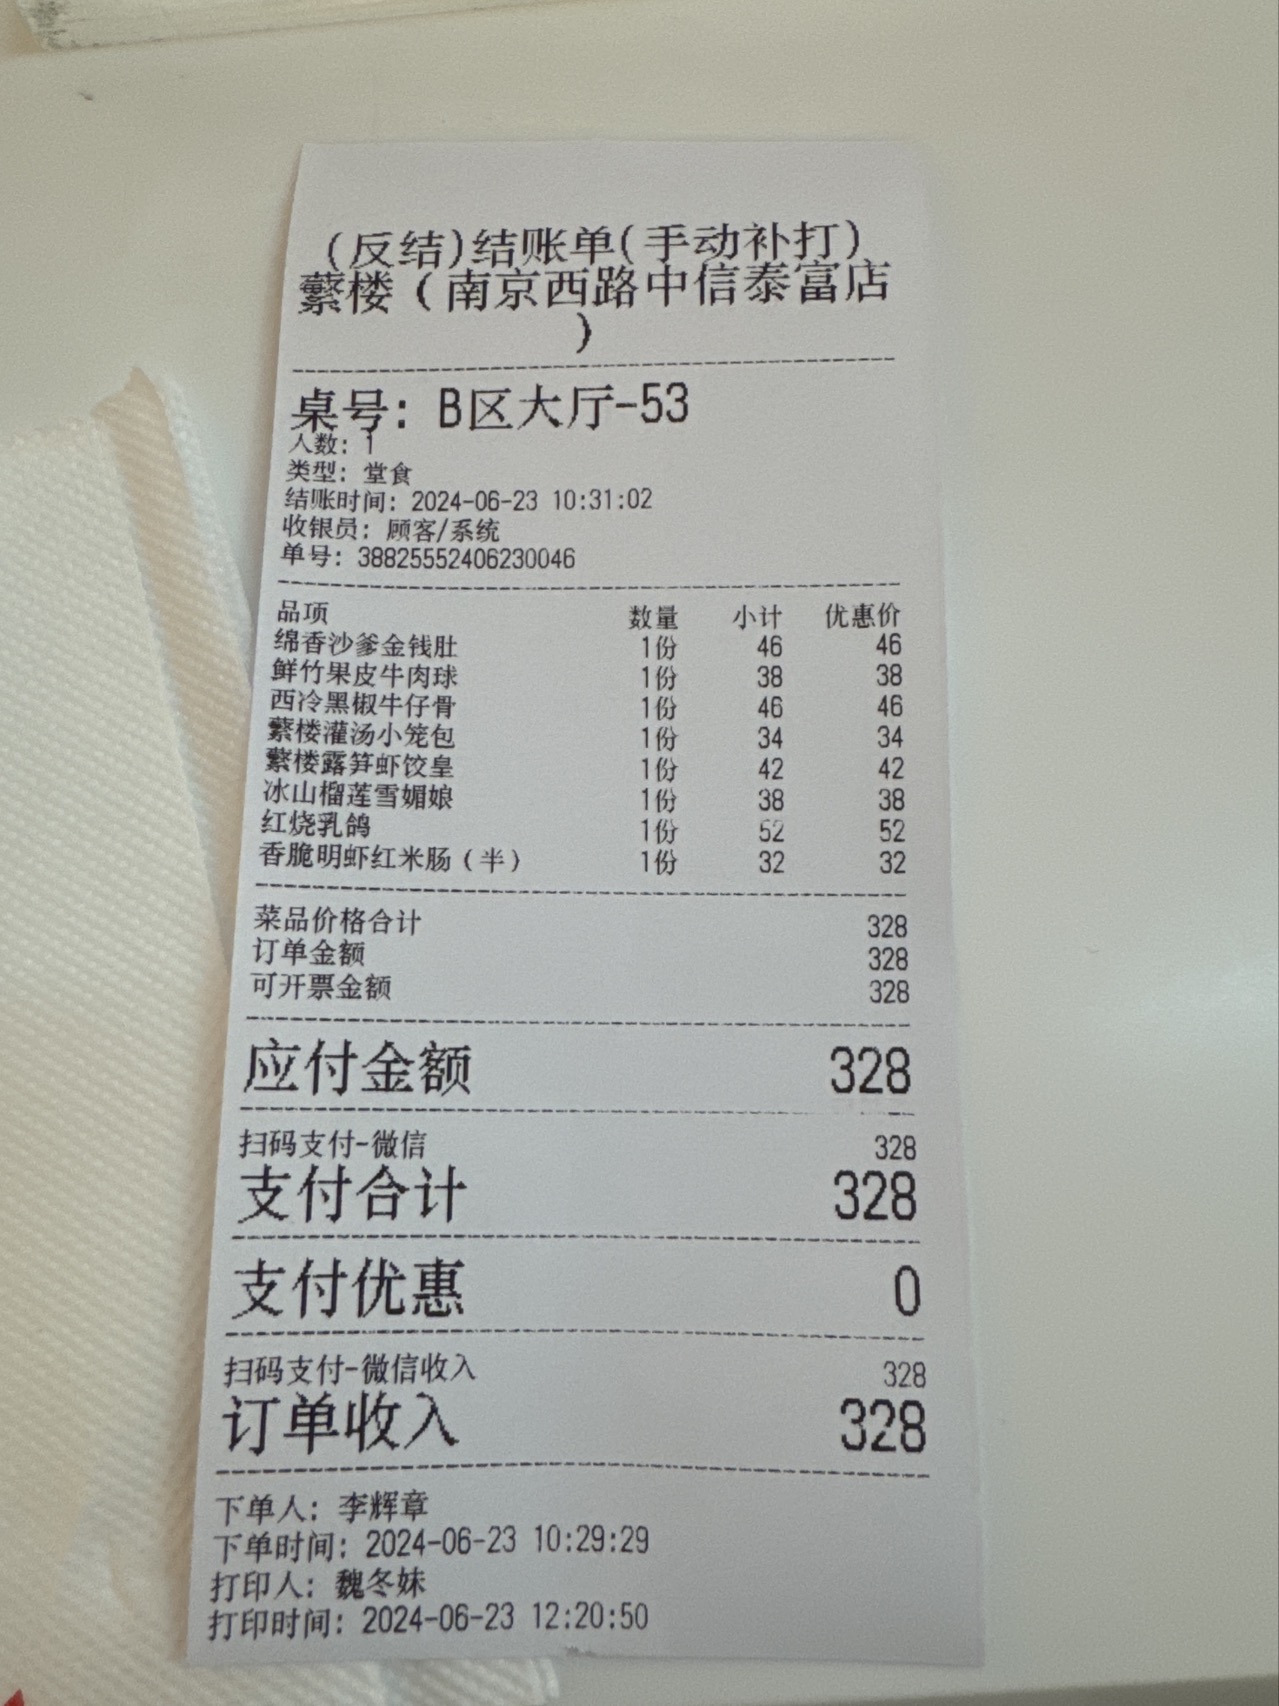 (反结)结账单(手动补打)
蘩楼（南京西路中信泰富店
）
桌号: B区大厅-53
人数: 1
类型: 堂食
结账时间: 2024-06-23 10:31:02
收银员: 顾客/系统
单号: 38825552406230046
品项 数量 小计 优惠价
绵香沙爹金钱肚 1份 46 46
鲜竹果皮牛肉球 1份 38 38
西冷黑椒牛仔骨 1份 46 46
蘩楼灌汤小笼包 1份 34 34
蘩楼露笋虾饺皇 1份 42 42
冰山榴莲雪媚娘 1份 38 38
红烧乳鸽 1份 52 52
香脆明虾红米肠（半） 1份 32 32
菜品价格合计 328
订单金额 328
可开票金额 328
应付金额 328
扫码支付-微信 328
支付合计 328
支付优惠 0
扫码支付-微信收入 328
订单收入 328
下单人: 李辉章
下单时间: 2024-06-23 10:29:29
打印人: 魏冬妹
打印时间: 2024-06-23 12:20:50